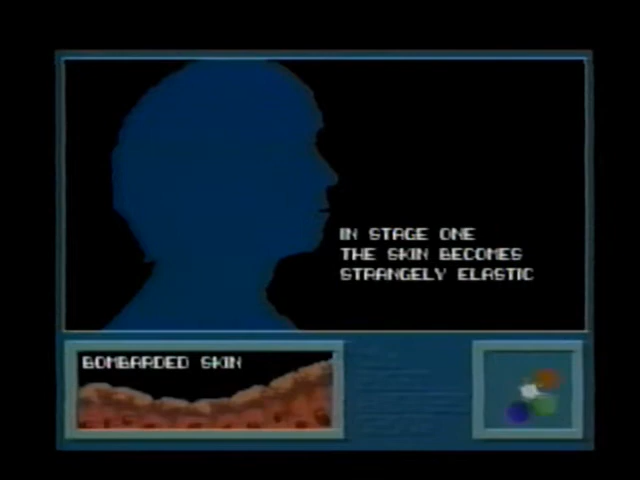 IN STAGE ONE
THE SKIN BECOMES
STRANGELY ELASTIC
BOMBARDED SKIN